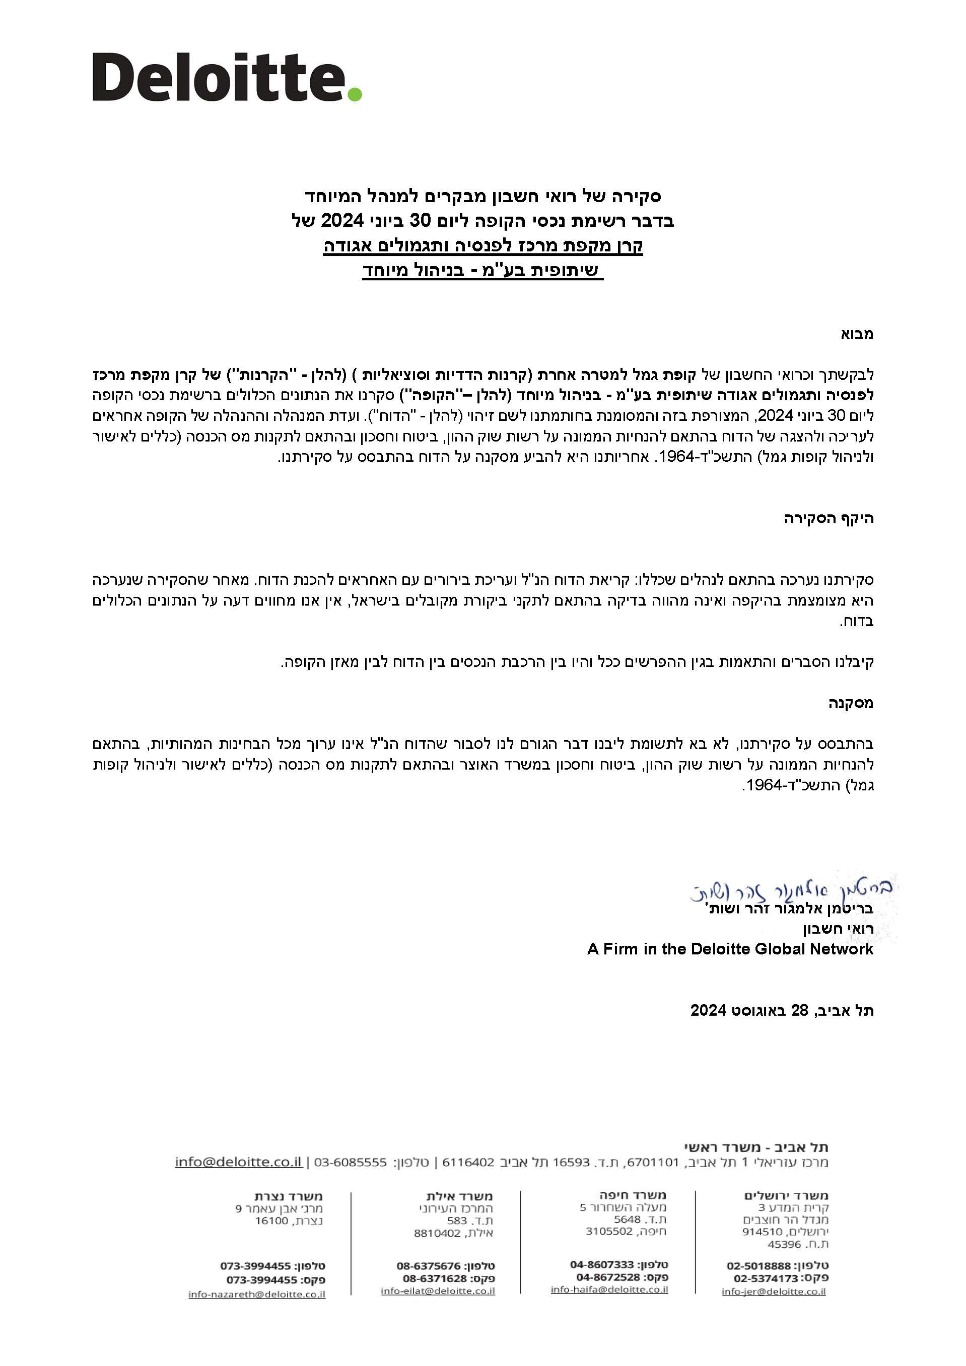 Deloitte.
סקירה של רואי חשבון מבקרים למנהל המיוחד
בדבר רשימת נכסי הקופה ליום 30 ביוני 2024 של
קרן מקפת מרכז לפנסיה ותגמולים אגודה
שיתופית בע"מ - בניהול מיוחד
מבוא
לבקשתך וכרואי החשבון של קופת גמל למטרה אחרת (קרנות הדדיות וסוציאליות ) (להלן - "הקרנות") של קרן מקפת מרכז
לפנסיה ותגמולים אגודה שיתופית בע"מ - בניהול מיוחד (להלן –"הקופה") סקרנו את הנתונים הכלולים ברשימת נכסי הקופה
ליום 30 ביוני 2024, המצורפת בזה והמסומנת בחותמתנו לשם זיהוי (להלן - "הדוח"). ועדת המנהלה וההנהלה של הקופה אחראים
לעריכה ולהצגה של הדוח בהתאם להנחיות הממונה על רשות שוק ההון, ביטוח וחסכון ובהתאם לתקנות מס הכנסה (כללים לאישור
ולניהול קופות גמל) התשכ"ד-1964. אחריותנו היא להביע מסקנה על הדוח בהתבסס על סקירתנו.
היקף הסקירה
סקירתנו נערכה בהתאם לנהלים שכללו: קריאת הדוח הנ"ל ועריכת בירורים עם האחראים להכנת הדוח. מאחר שהסקירה שנערכה
היא מצומצמת בהיקפה ואינה מהווה בדיקה בהתאם לתקני ביקורת מקובלים בישראל, אין אנו מחווים דעה על הנתונים הכלולים
בדוח.
קיבלנו הסברים והתאמות בגין ההפרשים ככל והיו בין הרכבת הנכסים בין הדוח לבין מאזן הקופה.
מסקנה
בהתבסס על סקירתנו, לא בא לתשומת ליבנו דבר הגורם לנו לסבור שהדוח הנ"ל אינו ערוך מכל הבחינות המהותיות, בהתאם
להנחיות הממונה על רשות שוק ההון, ביטוח וחסכון במשרד האוצר ובהתאם לתקנות מס הכנסה (כללים לאישור ולניהול קופות
גמל) התשכ"ד-1964.
בריטמן אלמגור זהר ושות'
בריטמן אלמגור זהר ושות'
רואי חשבון
A Firm in the Deloitte Global Network
תל אביב, 28 באוגוסט 2024
תל אביב - משרד ראשי
מרכז עזריאלי 1 תל אביב, 6701101, ת.ד. 16593 תל אביב 6116402 | טלפון: 03-6085555 | info@deloitte.co.il
משרד ירושלים
קרית המדע 3
מגדל הר חוצבים
ירושלים, 914510
ת.ח. 45396
טלפון: 02-5018888
פקס: 02-5374173
info-jer@deloitte.co.il
משרד חיפה
מעלה השחרור 5
ת.ד. 5648
חיפה, 3105502
טלפון: 04-8607333
פקס: 04-8672528
info-haifa@deloitte.co.il
משרד אילת
המרכז העירוני
ת.ד. 583
אילת, 8810402
טלפון: 08-6375676
פקס: 08-6371628
info-eilat@deloitte.co.il
משרד נצרת
מרג' אבן עאמר 9
נצרת, 16100
טלפון: 073-3994455
פקס: 073-3994455
info-nazareth@deloitte.co.il